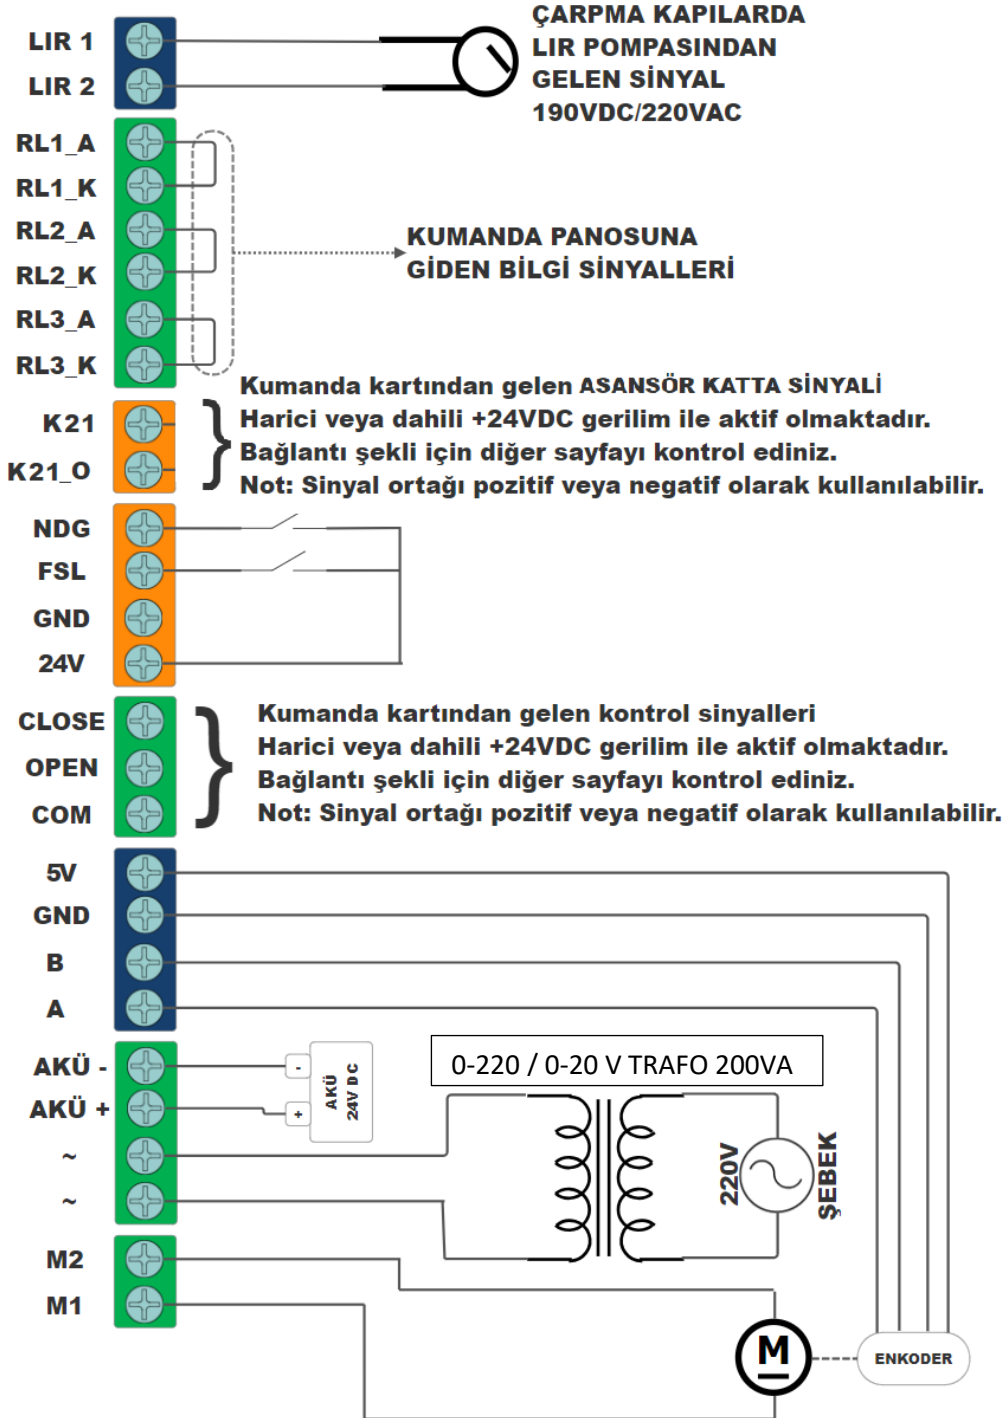 LIR 1
LIR 2
ÇARPMA KAPILARDA
LIR POMPASINDAN
GELEN SİNYAL
190VDC/220VAC
RL1_A
RL1_K
RL2_A
RL2_K
RL3_A
RL3_K
KUMANDA PANOSUNA
GİDEN BİLGİ SİNYALLERİ
K21
K21_O
Kumanda kartından gelen ASANSÖR KATTA SİNYALİ
Harici veya dahili +24VDC gerilim ile aktif olmaktadır.
Bağlantı şekli için diğer sayfayı kontrol ediniz.
Not: Sinyal ortağı pozitif veya negatif olarak kullanılabilir.
NDG
FSL
GND
24V
CLOSE
OPEN
COM
Kumanda kartından gelen kontrol sinyalleri
Harici veya dahili +24VDC gerilim ile aktif olmaktadır.
Bağlantı şekli için diğer sayfayı kontrol ediniz.
Not: Sinyal ortağı pozitif veya negatif olarak kullanılabilir.
5V
GND
B
A
AKÜ -
AKÜ +
~
~
-
+
AKÜ
24V DC
0-220 / 0-20 V TRAFO 200VA
220V
ŞEBEK
M2
M1
M
ENKODER